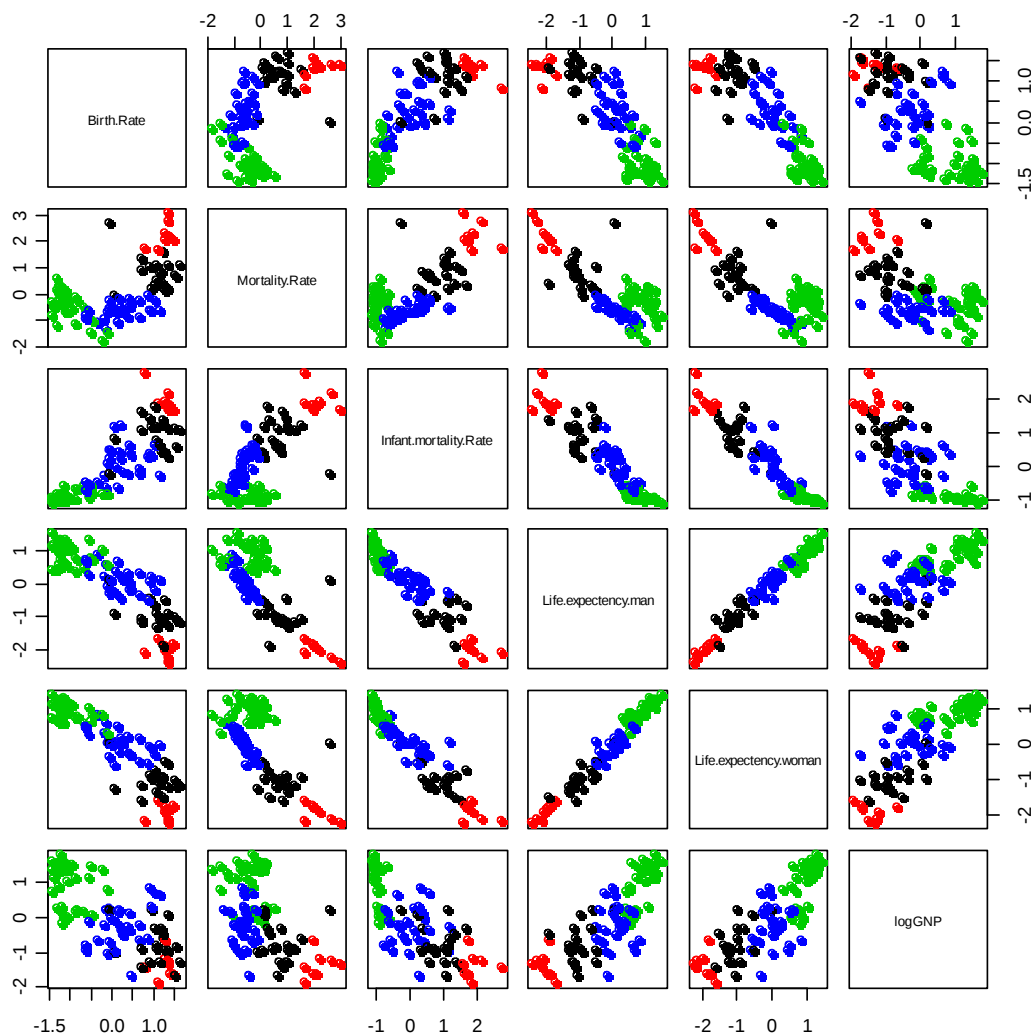 -2 0 1 2 3
-2 0 1
-2 0 1
Birth.Rate
-1.5 0.0 1.0
-2 0 1 2 3
Mortality.Rate
Infant.mortality.Rate
-1 0 1 2
-2 -1 0 1
Life.expectency.man
Life.expectency.woman
-2 -1 0 1
-2 -1 0 1
logGNP
-1.5 0.0 1.0
-1 0 1 2
-2 -1 0 1